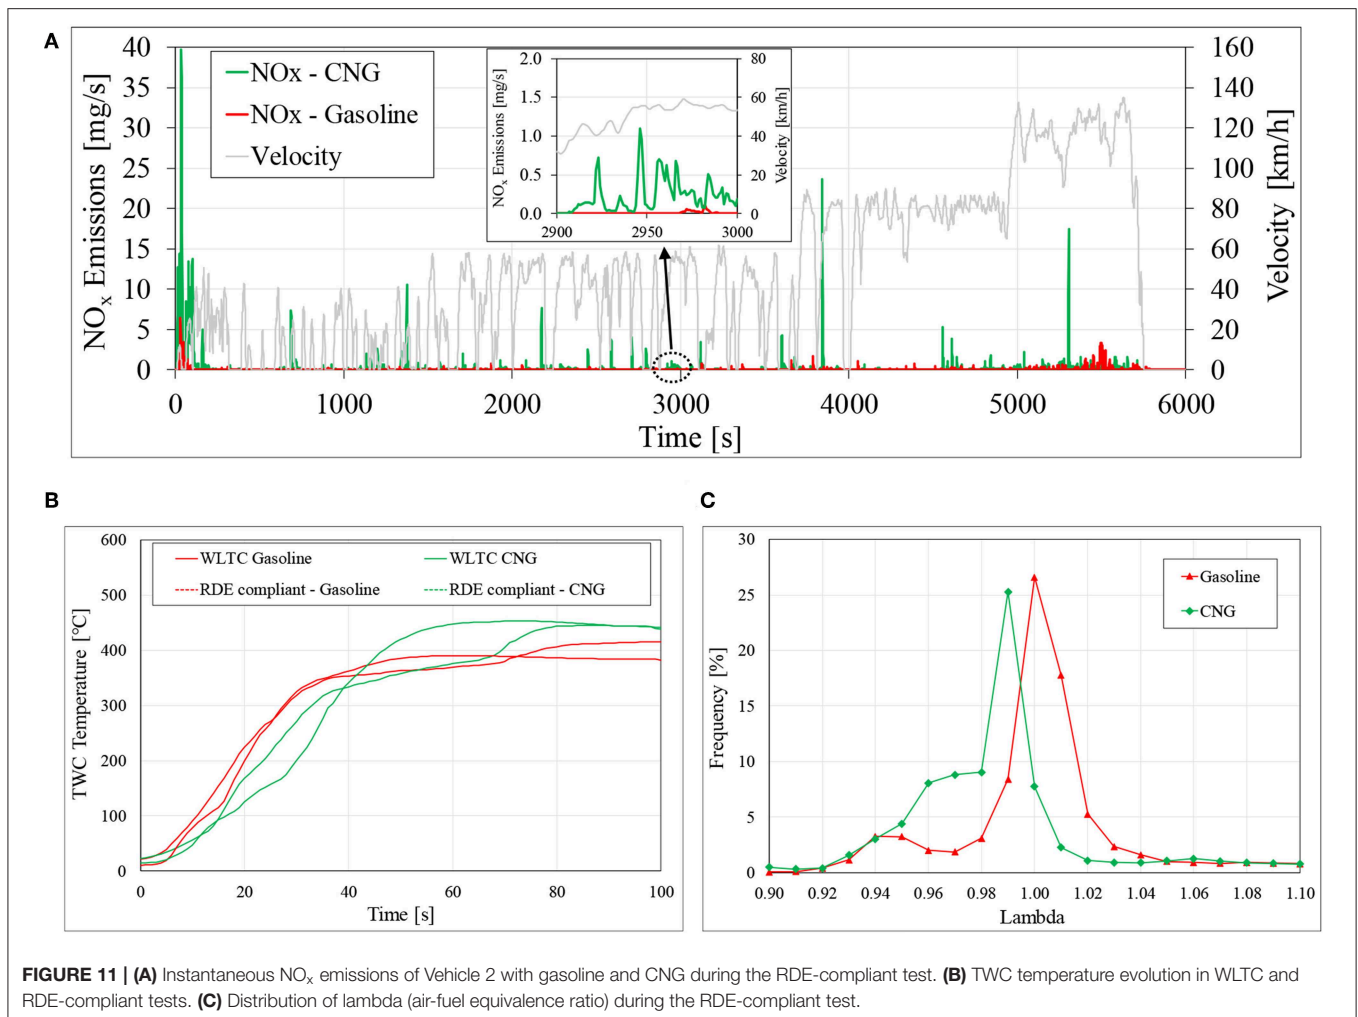 A
NOx - CNG
NOx - Gasoline
Velocity
NOx Emissions [mg/s]
40
35
30
25
20
15
10
5
0
160
140
120
100
80
60
40
20
0
Velocity [km/h]
0 1000 2000 3000 4000 5000 6000
Time [s]
NOx Emissions [mg/s]
2.0
1.5
1.0
0.5
0.0
80
60
40
20
0
Velocity [km/h]
2900 2950 3000
B
WLTC Gasoline WLTC CNG
RDE compliant - Gasoline RDE compliant - CNG
TWC Temperature [°C]
600
500
400
300
200
100
0
0 20 40 60 80 100
Time [s]
C
Gasoline
CNG
Frequency [%]
30
25
20
15
10
5
0
0.90 0.92 0.94 0.96 0.98 1.00 1.02 1.04 1.06 1.08 1.10
Lambda
FIGURE 11 | (A) Instantaneous NOx emissions of Vehicle 2 with gasoline and CNG during the RDE-compliant test. (B) TWC temperature evolution in WLTC and
RDE-compliant tests. (C) Distribution of lambda (air-fuel equivalence ratio) during the RDE-compliant test.